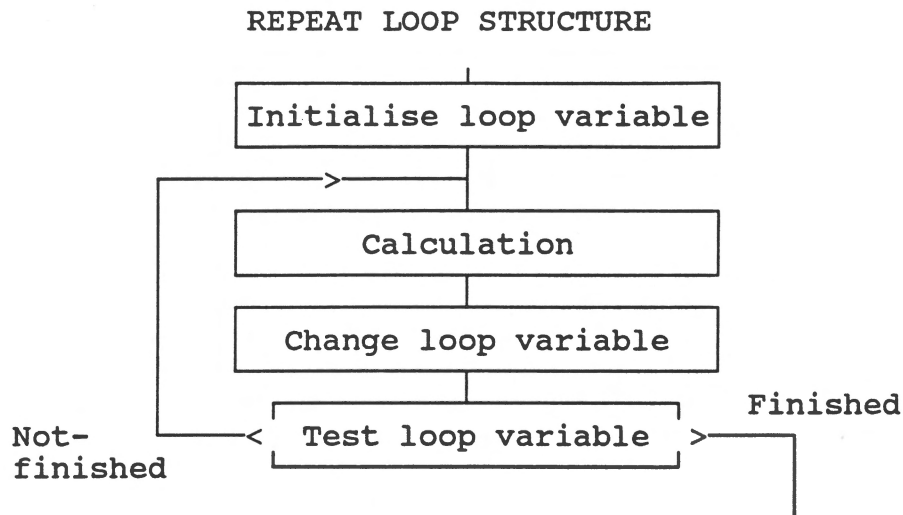 REPEAT LOOP STRUCTURE
Initialise loop variable
>
Calculation
Change loop variable
Finished
Not-
finished
< Test loop variable >